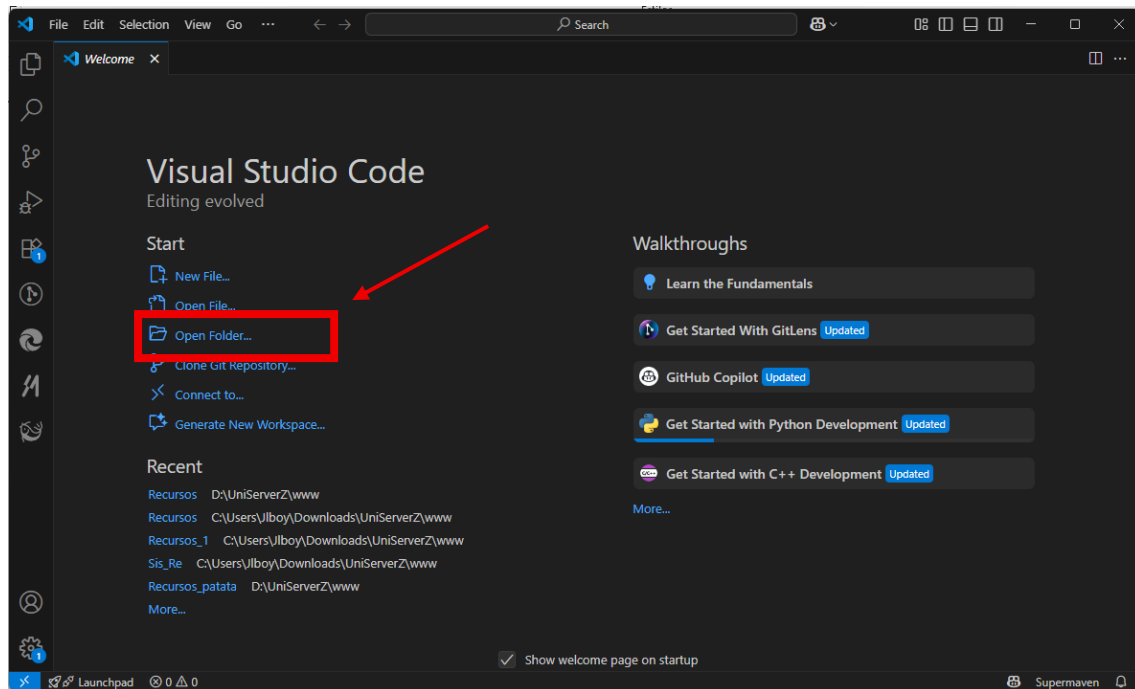 File Edit Selection View Go ··· Search
Welcome
Visual Studio Code
Editing evolved
Start
New File...
Open File...
Open Folder...
Clone Git Repository...
Connect to...
Generate New Workspace...
Recent
Recursos D:\UniServerZ\www
Recursos C:\Users\Jlboy\Downloads\UniServerZ\www
Recursos_1 C:\Users\Jlboy\Downloads\UniServerZ\www
Sis_Re C:\Users\Jlboy\Downloads\UniServerZ\www
Recursos_patata D:\UniServerZ\www
More...
Walkthroughs
Learn the Fundamentals
Get Started With GitLens Updated
GitHub Copilot Updated
Get Started with Python Development Updated
Get Started with C++ Development Updated
More...
1
1
Show welcome page on startup
Launchpad 0 0 Supermaven